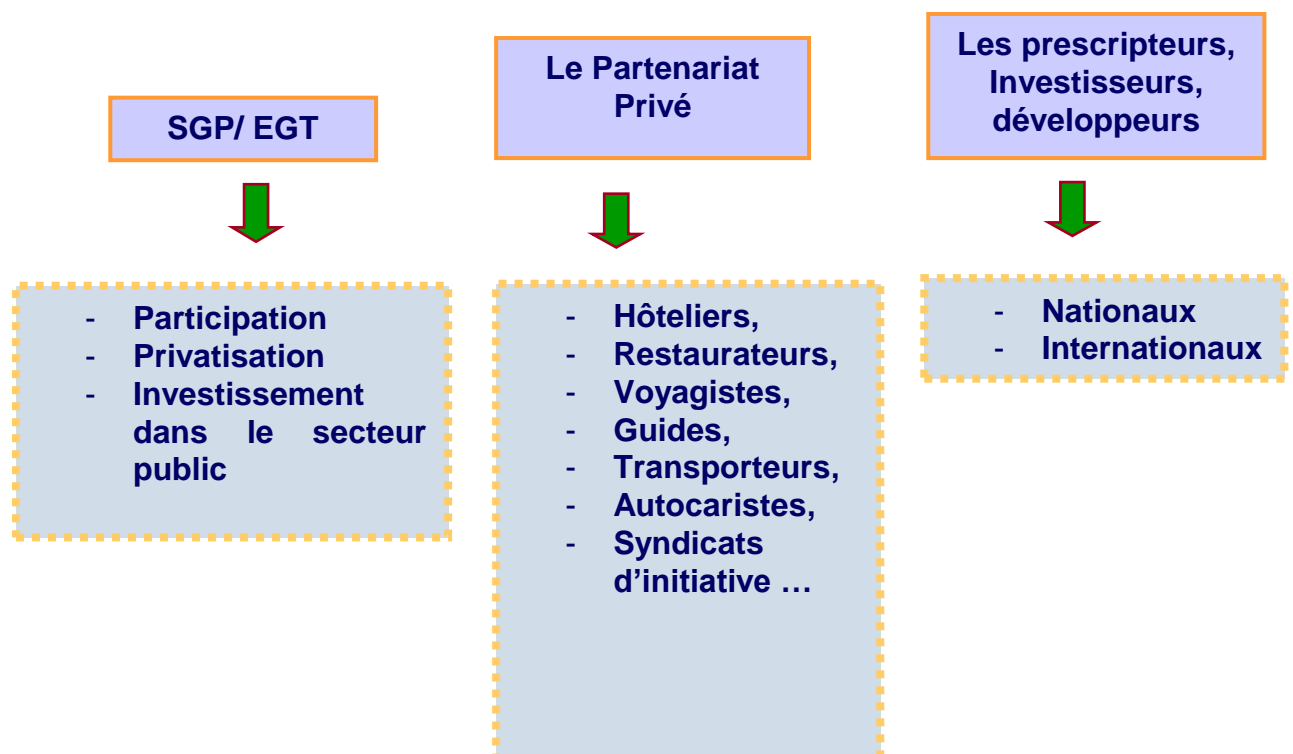 SGP/ EGT
Le Partenariat
Privé
Les prescripteurs,
Investisseurs,
développeurs
- Participation
- Privatisation
- Investissement
dans le secteur
public
- Hôteliers,
- Restaurateurs,
- Voyagistes,
- Guides,
- Transporteurs,
- Autocaristes,
- Syndicats
d’initiative …
- Nationaux
- Internationaux